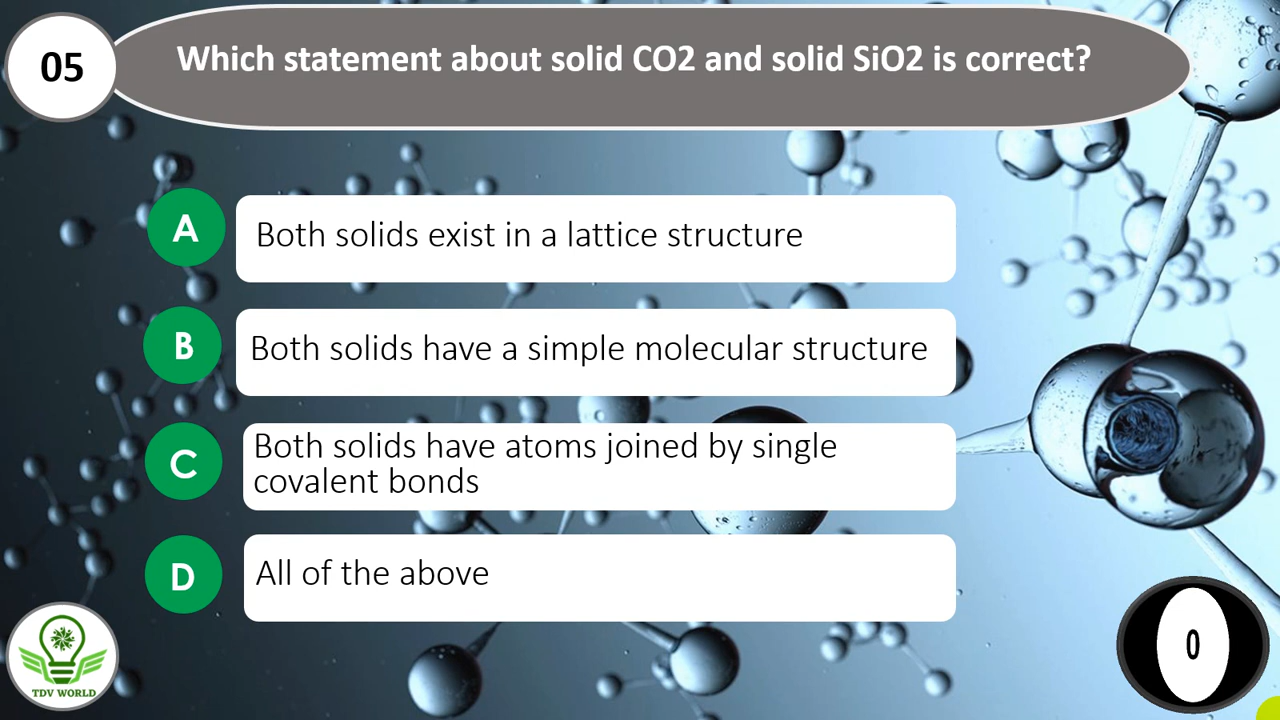 05
Which statement about solid CO2 and solid SiO2 is correct?
A
Both solids exist in a lattice structure
B
Both solids have a simple molecular structure
C
Both solids have atoms joined by single
covalent bonds
D
All of the above
TDV WORLD
0